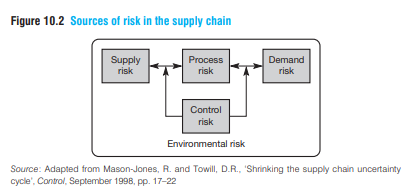 Figure 10.2 Sources of risk in the supply chain
Supply
risk
Process
risk
Demand
risk
Control
risk
Environmental risk
Source: Adapted from Mason-Jones, R. and Towill, D.R., 'Shrinking the supply chain uncertainty
cycle', Control, September 1998, pp. 17–22